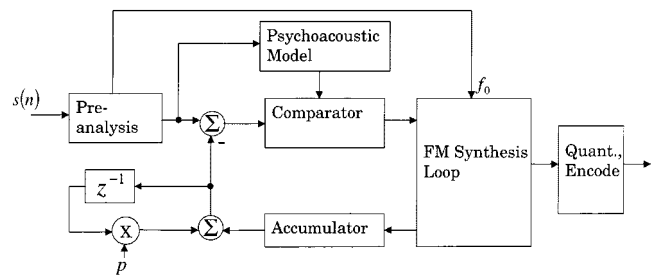 Psychoacoustic
Model
s(n)
Pre-
analysis
Σ
-
Comparator
f₀
FM Synthesis
Loop
Quant.,
Encode
z⁻¹
X
p
Σ
Accumulator